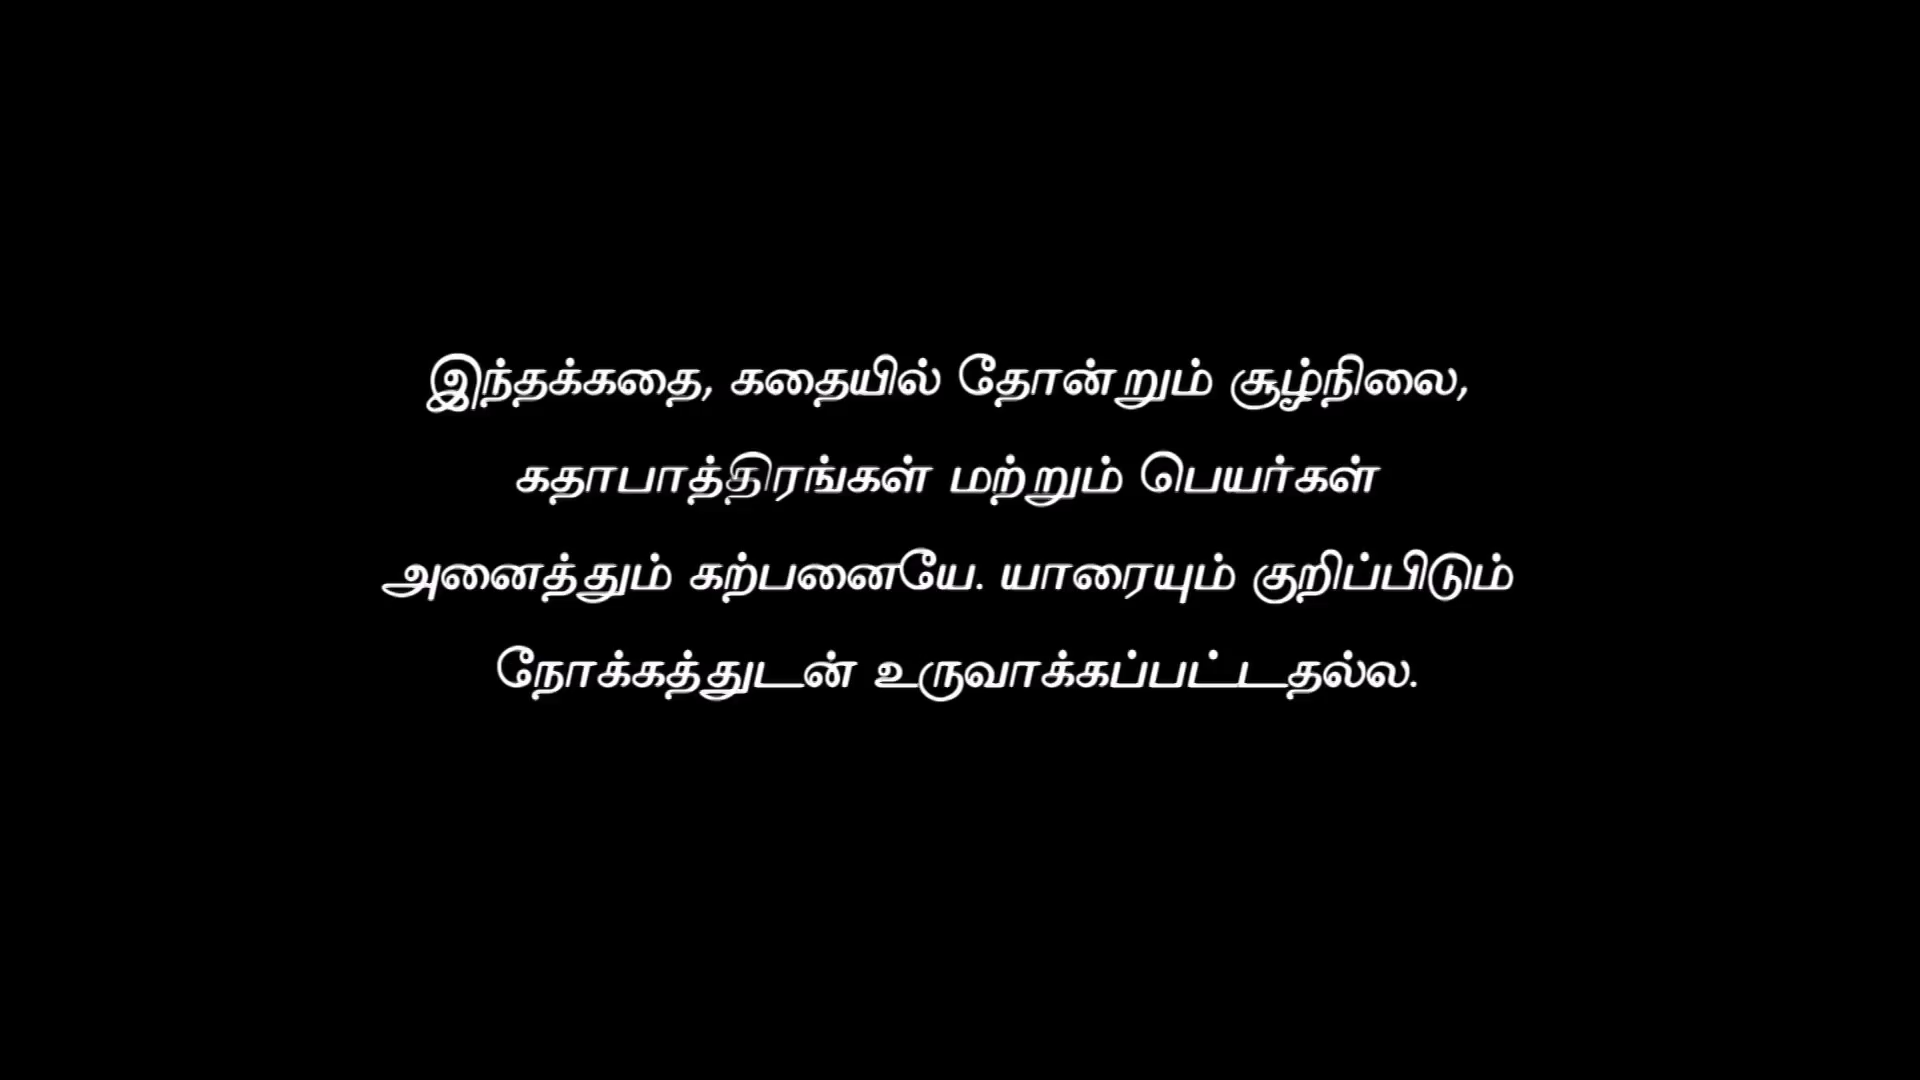 இந்தக்கதை, கதையில் தோன்றும் சூழ்நிலை,
கதாபாத்திரங்கள் மற்றும் பெயர்கள்
அனைத்தும் கற்பனையே. யாரையும் குறிப்பிடும்
நோக்கத்துடன் உருவாக்கப்பட்டதல்ல.